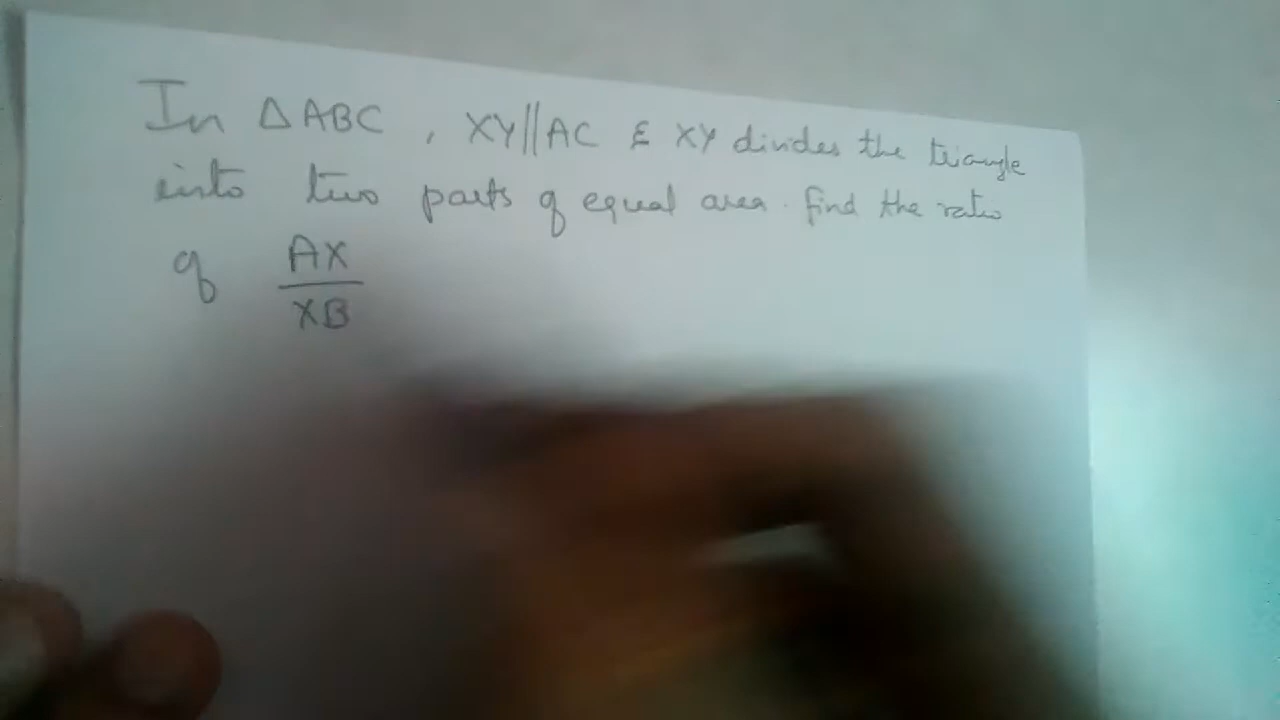 In △ABC, XY||AC & XY divides the triangle
into two parts of equal area. find the ratio
of AX
XB